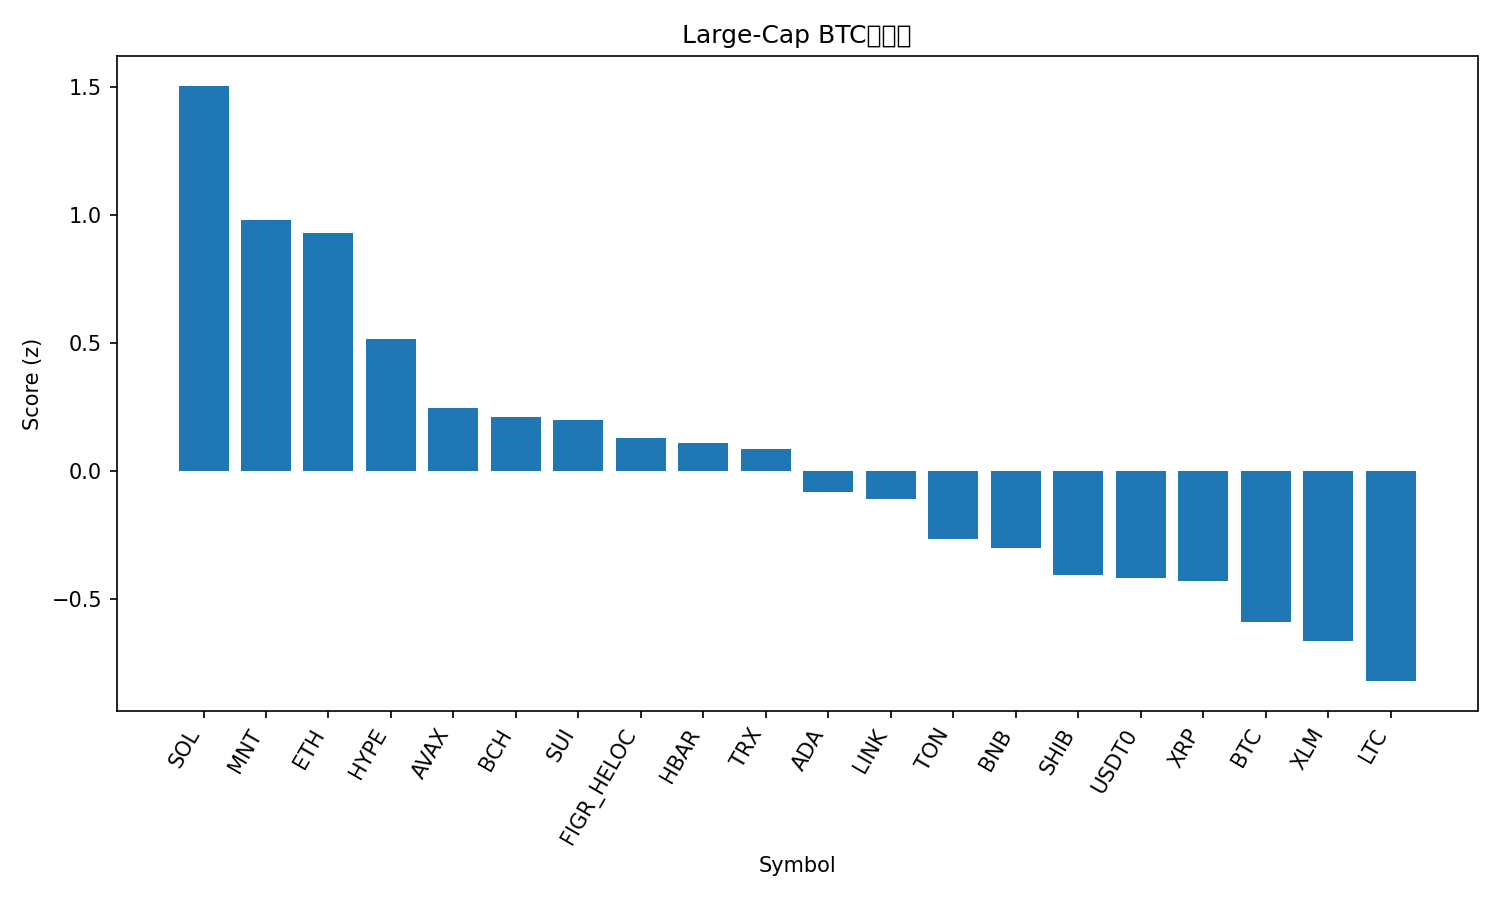 Large-Cap BTC
1.5
1.0
0.5
0.0
−0.5
Score (z)
SOL
MNT
ETH
HYPE
AVAX
BCH
SUI
FIGR_HELOC
HBAR
TRX
ADA
LINK
TON
BNB
SHIB
USDT0
XRP
BTC
XLM
LTC
Symbol